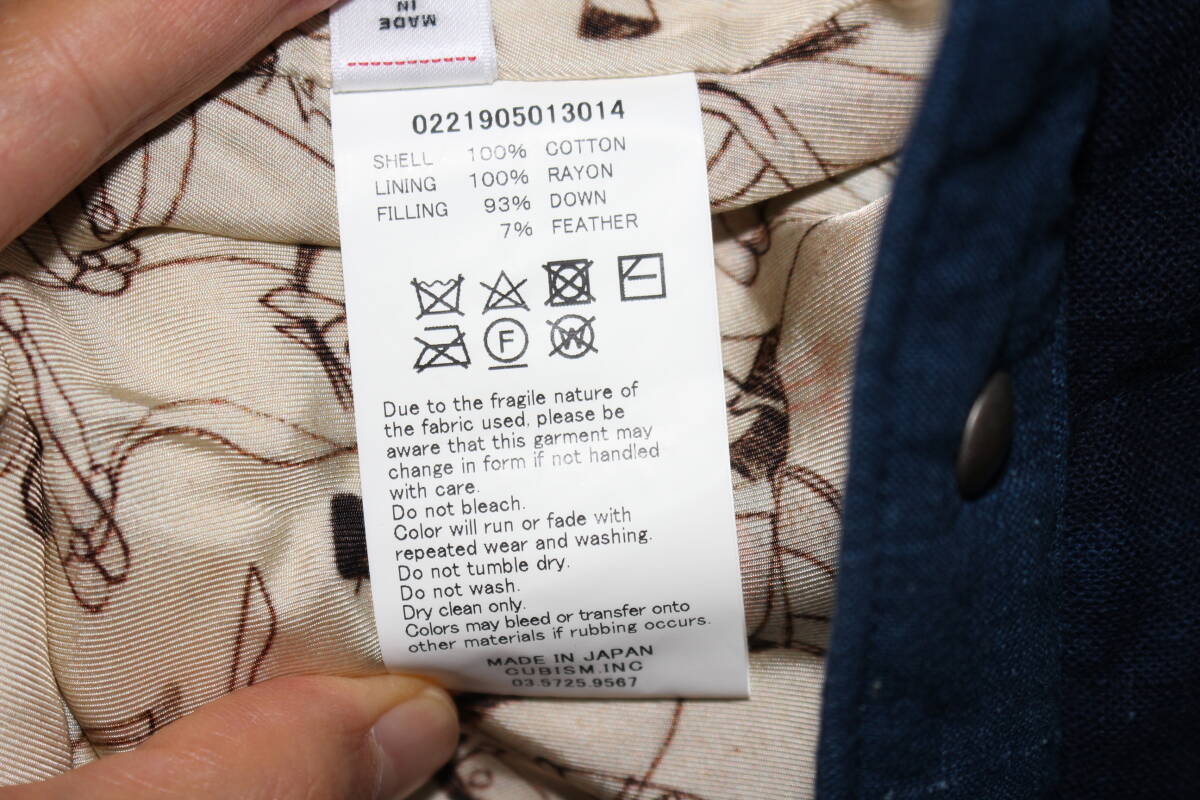 MADE
IN
0221905013014
SHELL 100% COTTON
LINING 100% RAYON
FILLING 93% DOWN
7% FEATHER
F
W
Due to the fragile nature of
the fabric used, please be
aware that this garment may
change in form if not handled
with care.
Do not bleach.
Color will run or fade with
repeated wear and washing.
Do not tumble dry.
Do not wash.
Dry clean only.
Colors may bleed or transfer onto
other materials if rubbing occurs.
MADE IN JAPAN
CUBISM.INC
03.5725.9567